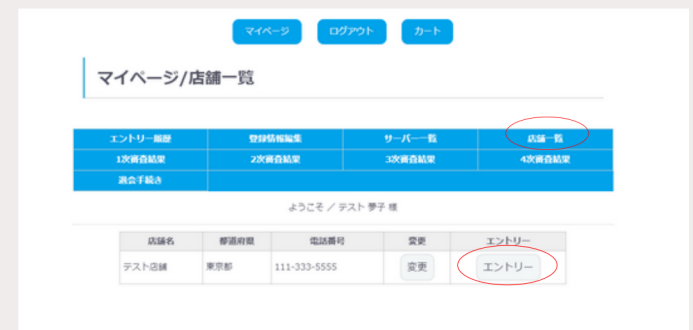 マイページ ログアウト カート
マイページ/店舗一覧
エントリー履歴 登録情報編集 サーバー一覧 店舗一覧
1次審査結果 2次審査結果 3次審査結果 4次審査結果
退会手続き
ようこそ / テスト 夢子 様
店舗名 都道府県 電話番号 変更 エントリー
テスト店舗 東京都 111-333-5555 変更 エントリー